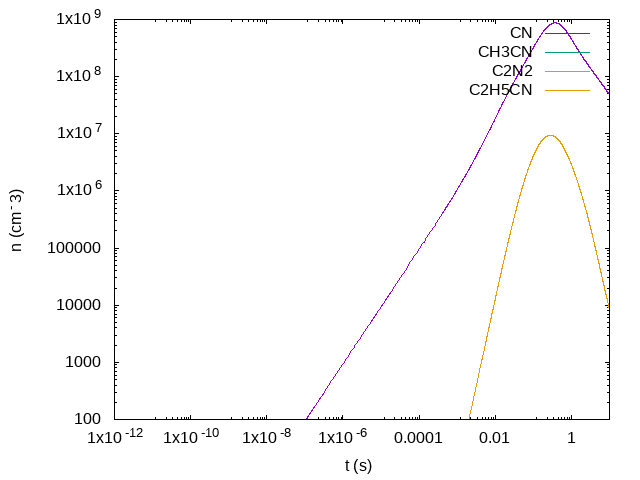 1x10^9
1x10^8
1x10^7
1x10^6
100000
10000
1000
100
n (cm^-3)
CN
CH3CN
C2N2
C2H5CN
1x10^-12 1x10^-10 1x10^-8 1x10^-6 0.0001 0.01 1
t (s)